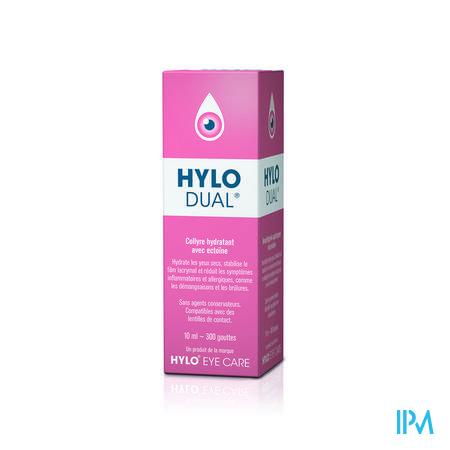 HYLO
DUAL®
Collyre hydratant
avec ectoïne
Hydrate les yeux secs, stabilise le
film lacrymal et réduit les symptômes
inflammatoires et allergiques, comme
les démangeaisons et les brûlures.
Sans agents conservateurs.
Compatibles avec des
lentilles de contact.
10 ml ~ 300 gouttes
Un produit de la marque
HYLO® EYE CARE
HYLO
DUAL®
IPM